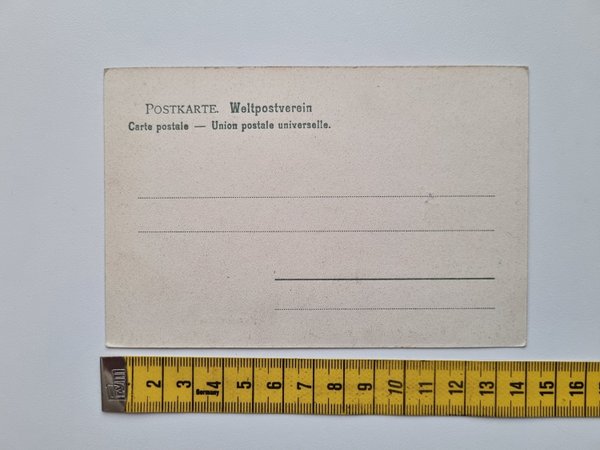 POSTKARTE. Weltpostverein
Carte postale — Union postale universelle.
2 3 4 5 6 7 8 9 10 11 12 13 14 15 16
Germany